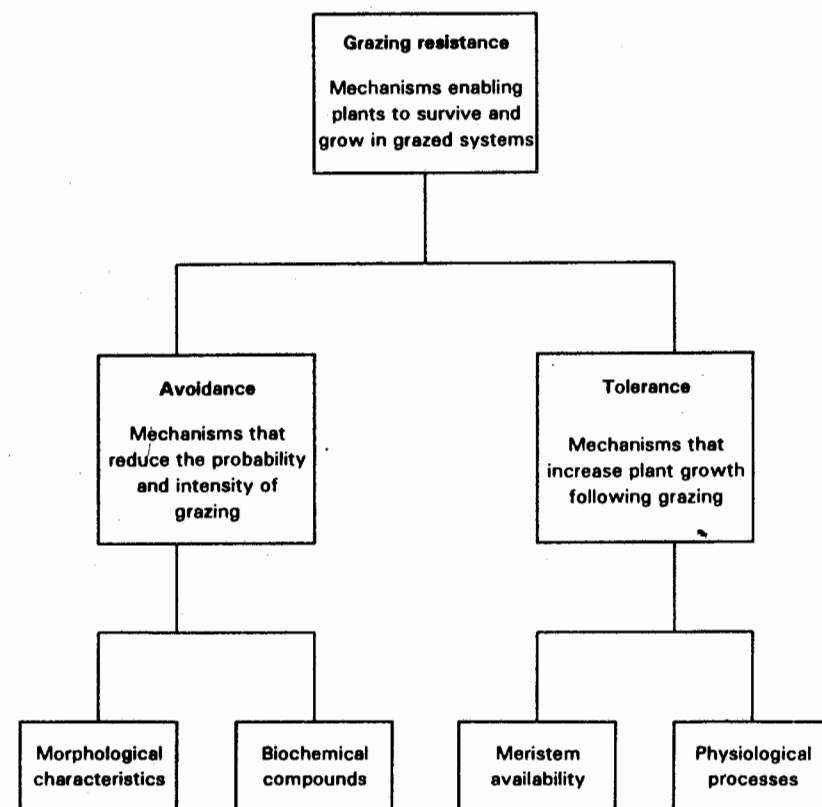 Grazing resistance
Mechanisms enabling
plants to survive and
grow in grazed systems
Avoidance
Mechanisms that
reduce the probability
and intensity of
grazing
Tolerance
Mechanisms that
increase plant growth
following grazing
Morphological
characteristics
Biochemical
compounds
Meristem
availability
Physiological
processes